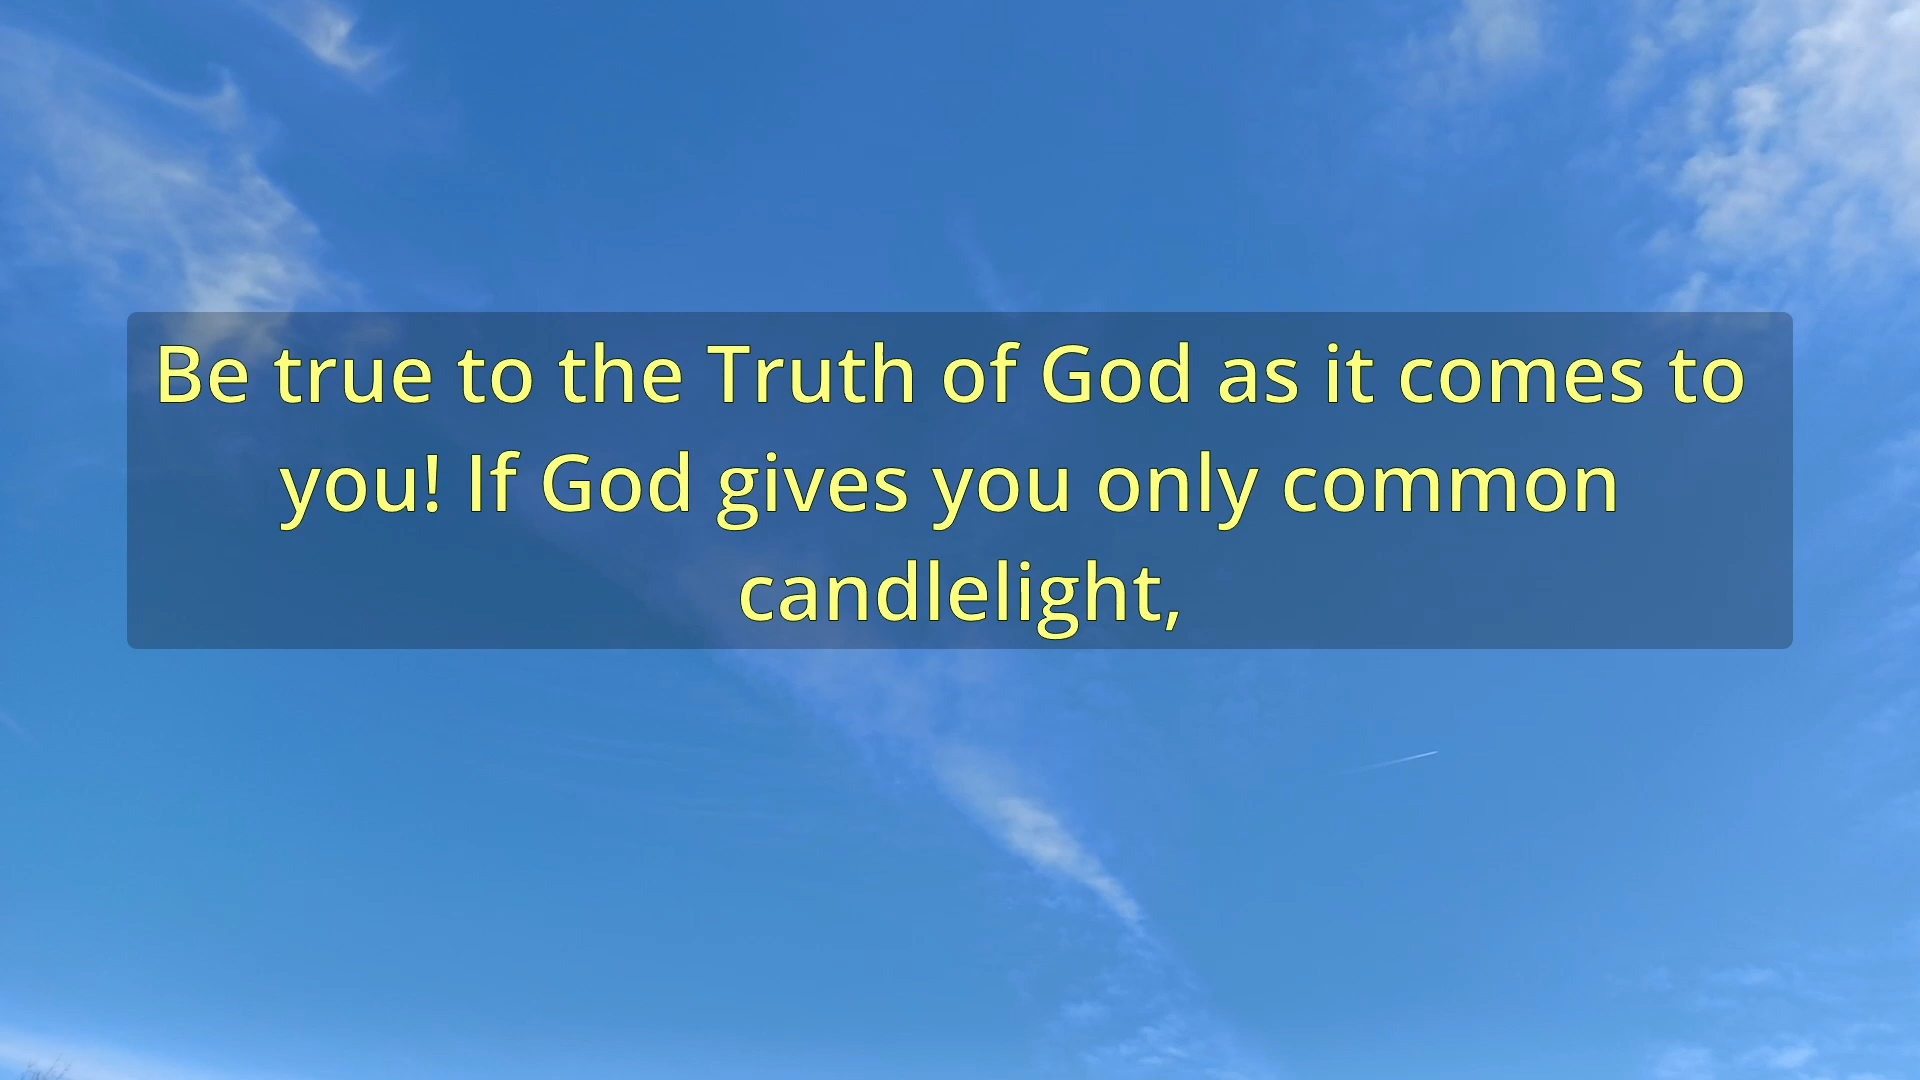 Be true to the Truth of God as it comes to
you! If God gives you only common
candlelight,